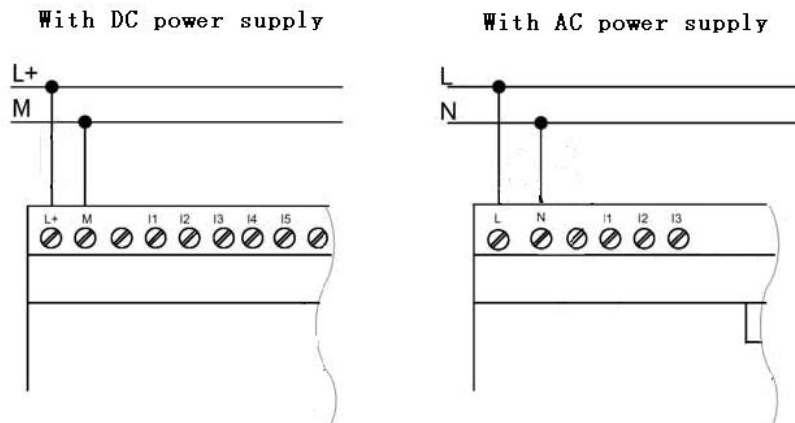 With DC power supply
L+
M
L+ M I1 I2 I3 I4 I5
With AC power supply
L
N
L N I1 I2 I3